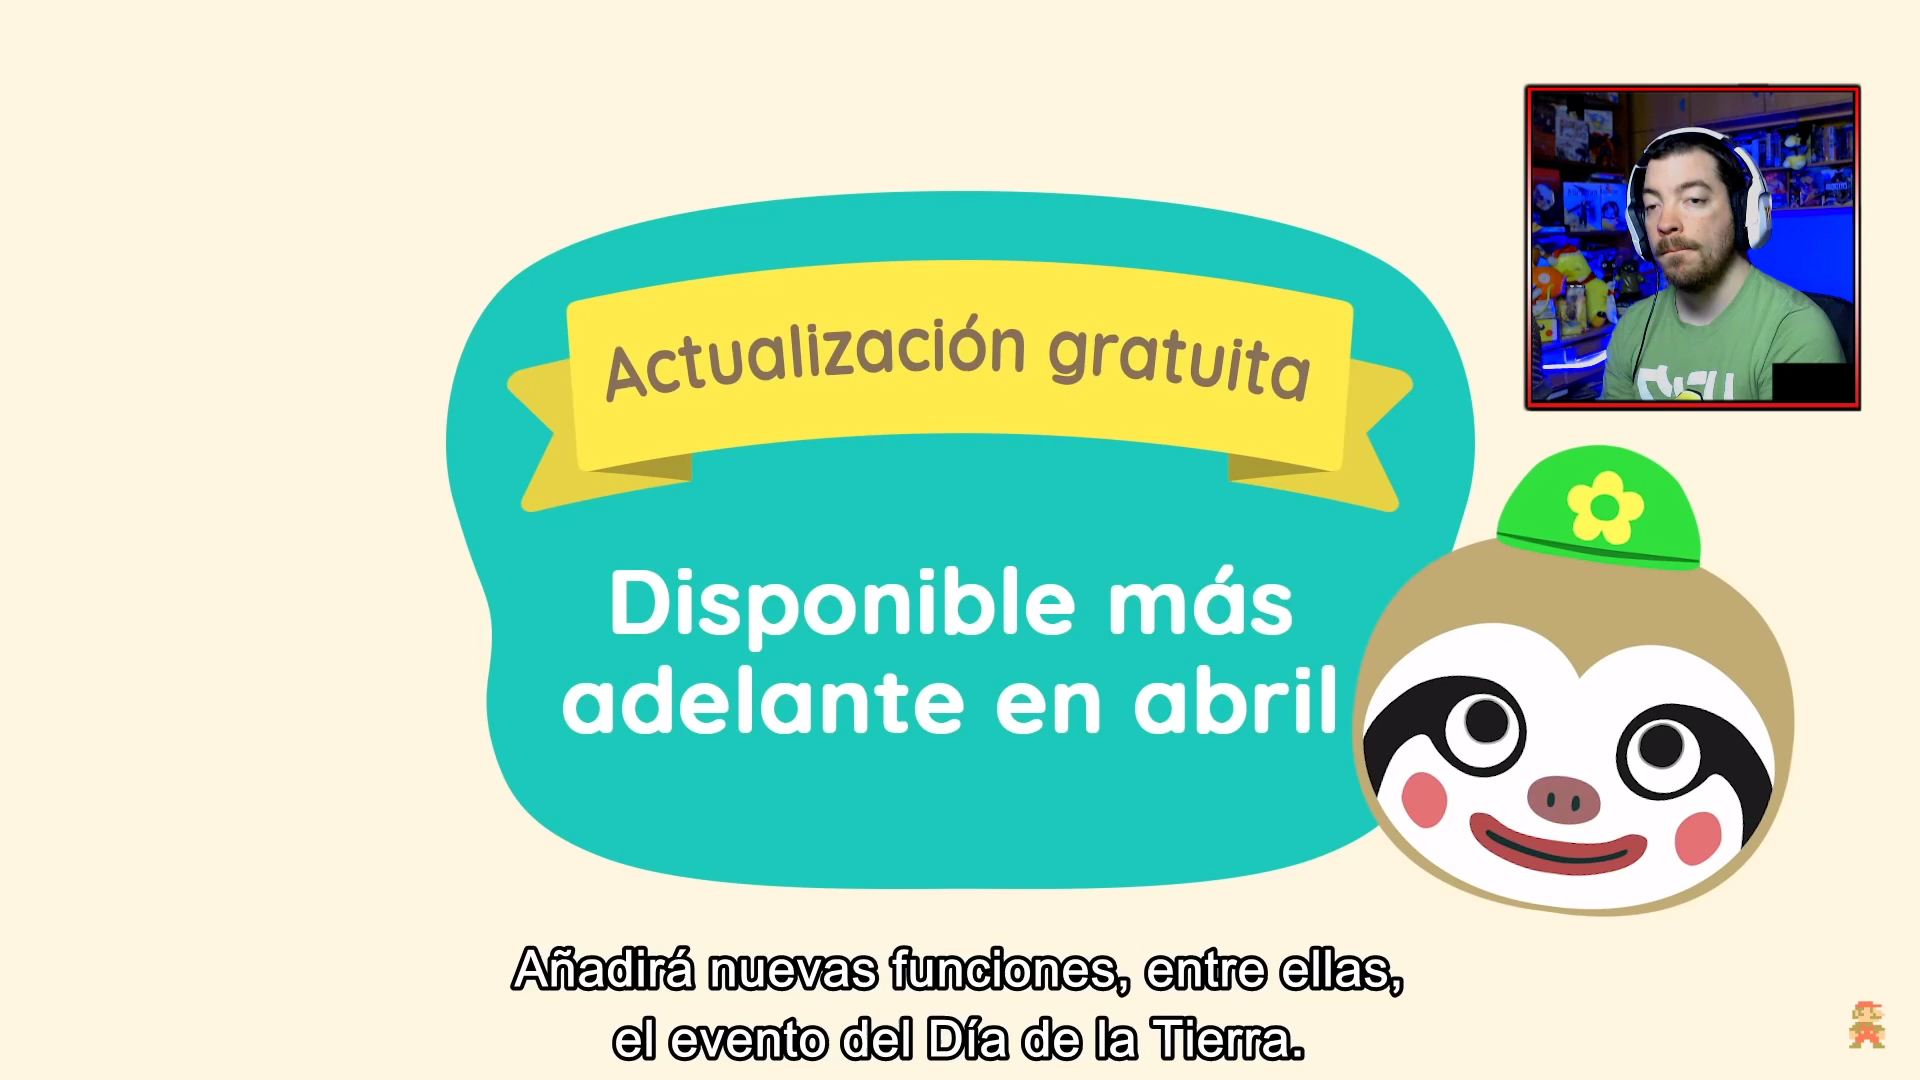 Actualización gratuita
Disponible más
adelante en abril
Añadirá nuevas funciones, entre ellas,
el evento del Día de la Tierra.